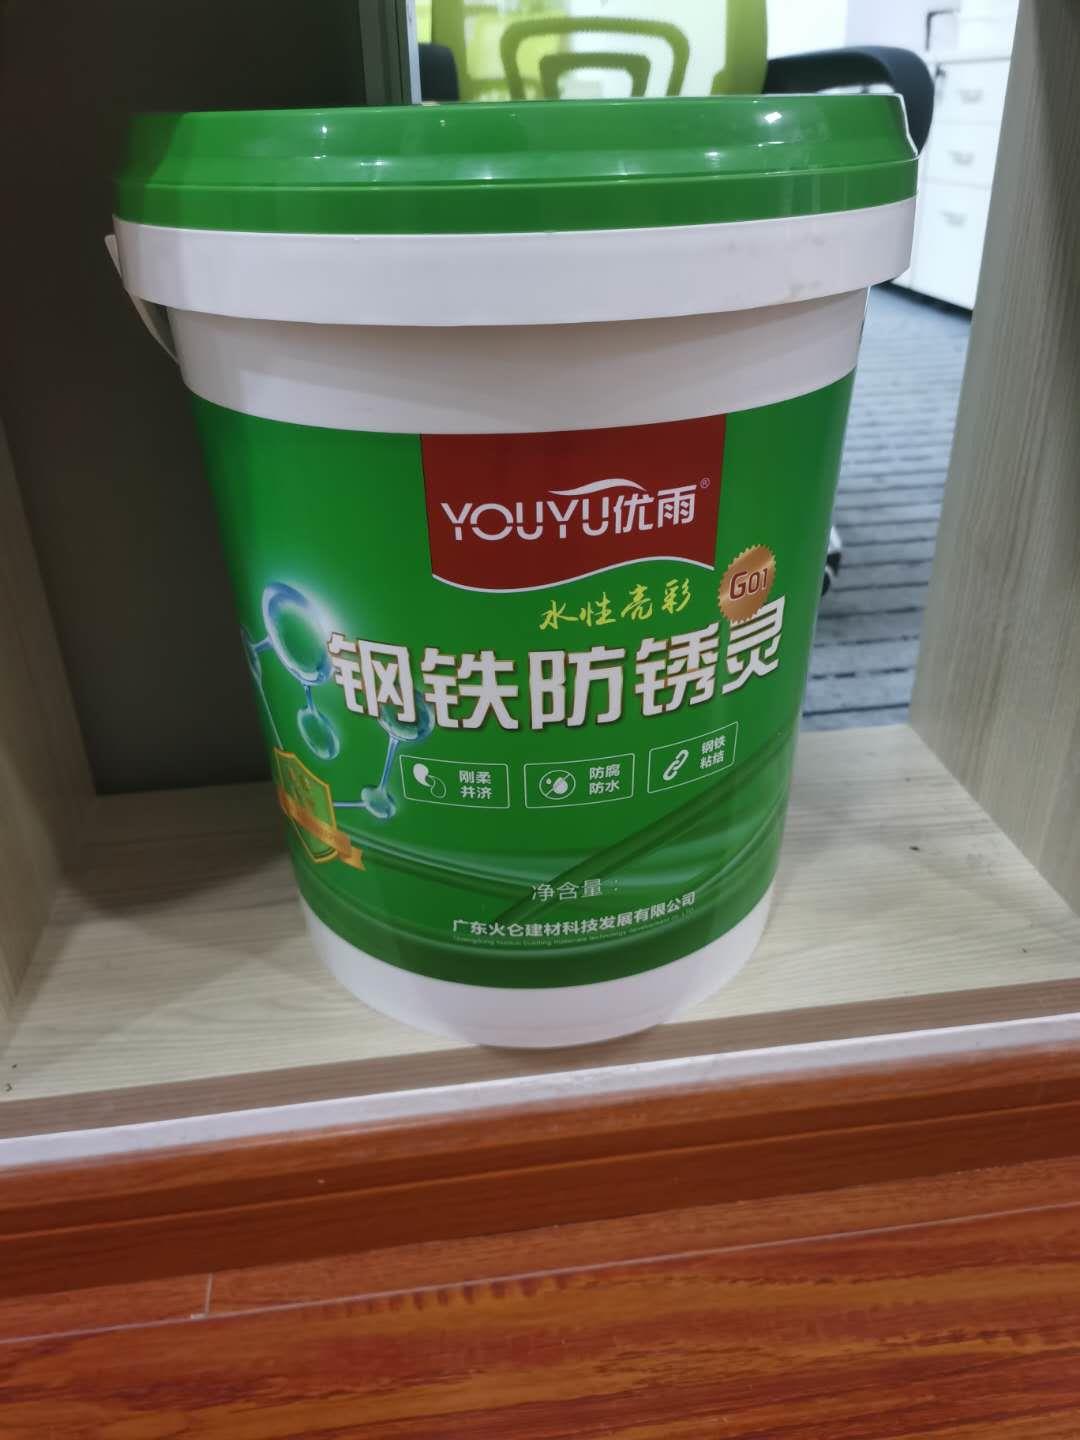 YOUYU优雨®
G01
水性亮彩
钢铁防锈灵
刚柔
并济
防腐
防水
钢铁
粘结
净含量：
广东火仑建材科技发展有限公司